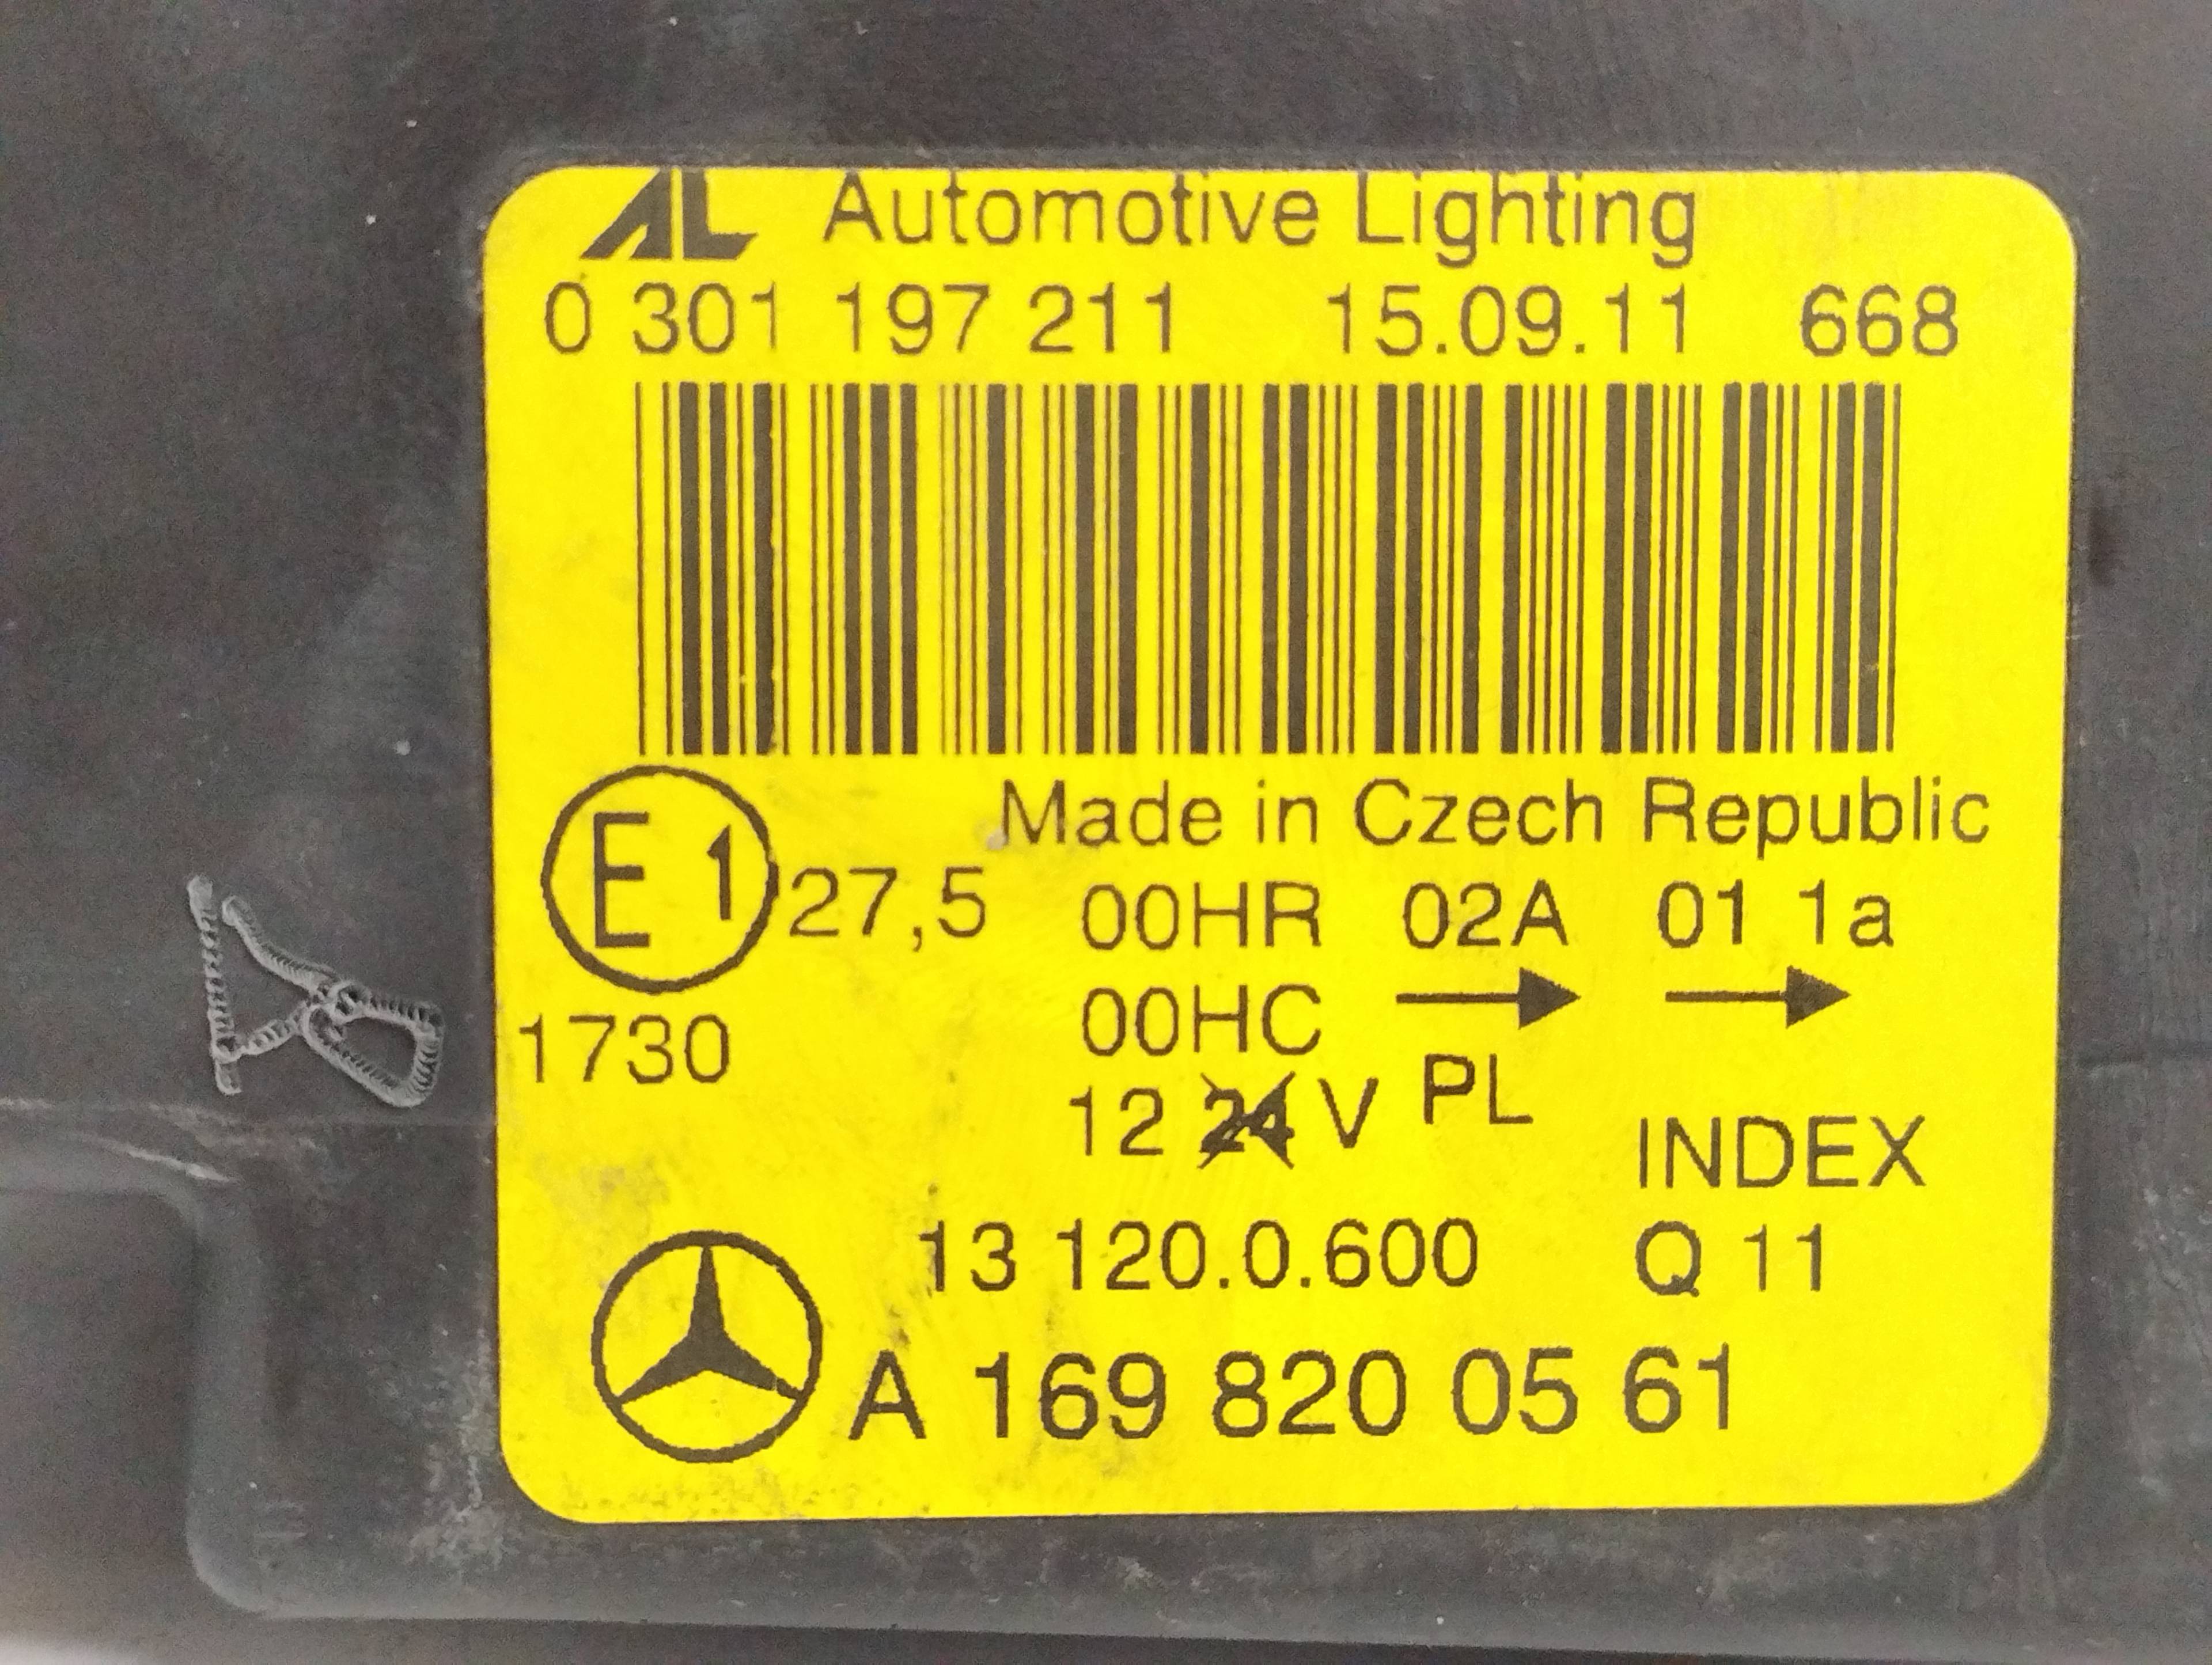 AL Automotive Lighting
0 301 197 211 15.09.11 668
Made in Czech Republic
E1 27,5 00HR 02A 01 1a
00HC → →
1730
12 24 V PL
INDEX
13 120.0.600 Q 11
A 169 820 05 61